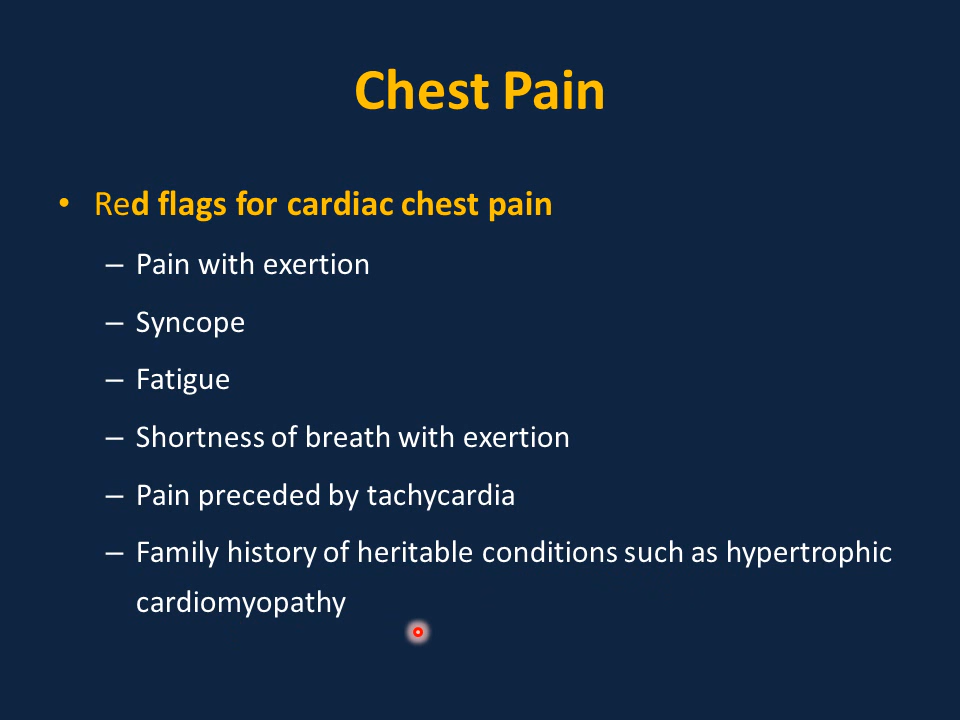 Chest Pain
• Red flags for cardiac chest pain
– Pain with exertion
– Syncope
– Fatigue
– Shortness of breath with exertion
– Pain preceded by tachycardia
– Family history of heritable conditions such as hypertrophic
cardiomyopathy